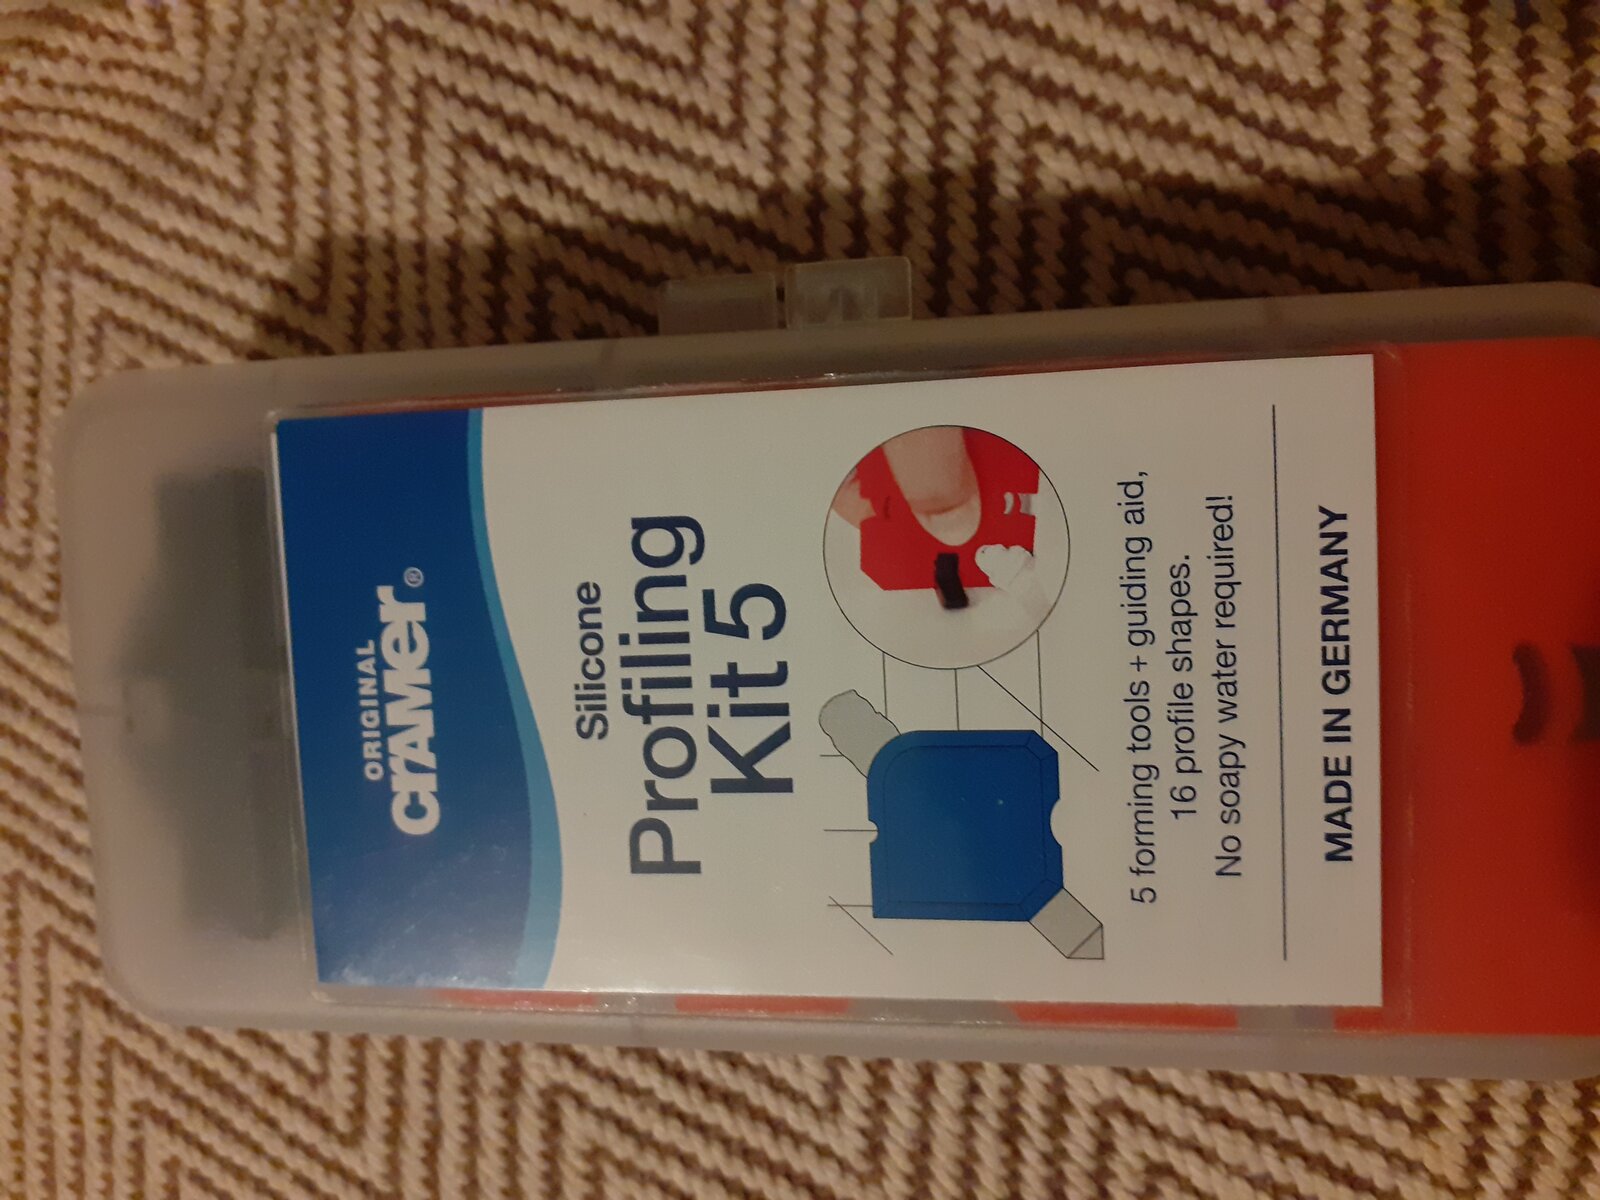 ORIGINAL
crAMer®
Silicone
Profiling
Kit 5
5 forming tools + guiding aid,
16 profile shapes.
No soapy water required!
MADE IN GERMANY